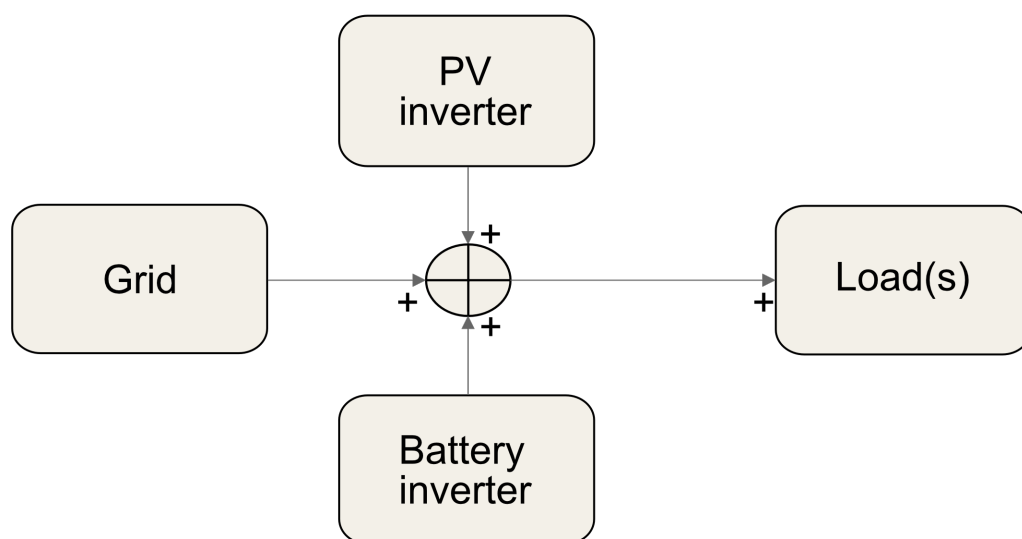 PV
inverter
+
Grid
Load(s)
+
+
+
Battery
inverter